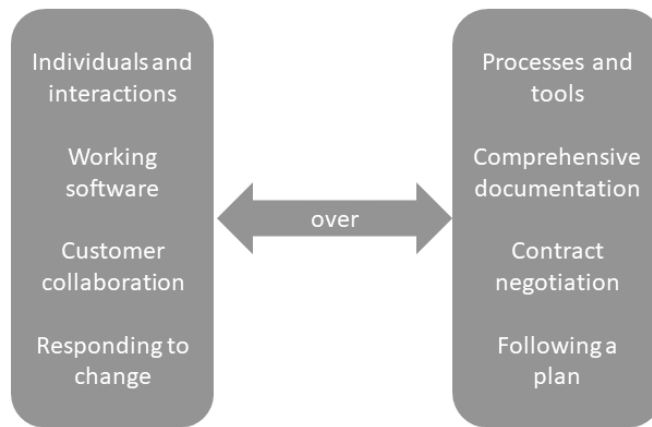 Individuals and
interactions
Working
software
Customer
collaboration
Responding to
change
over
Processes and
tools
Comprehensive
documentation
Contract
negotiation
Following a
plan